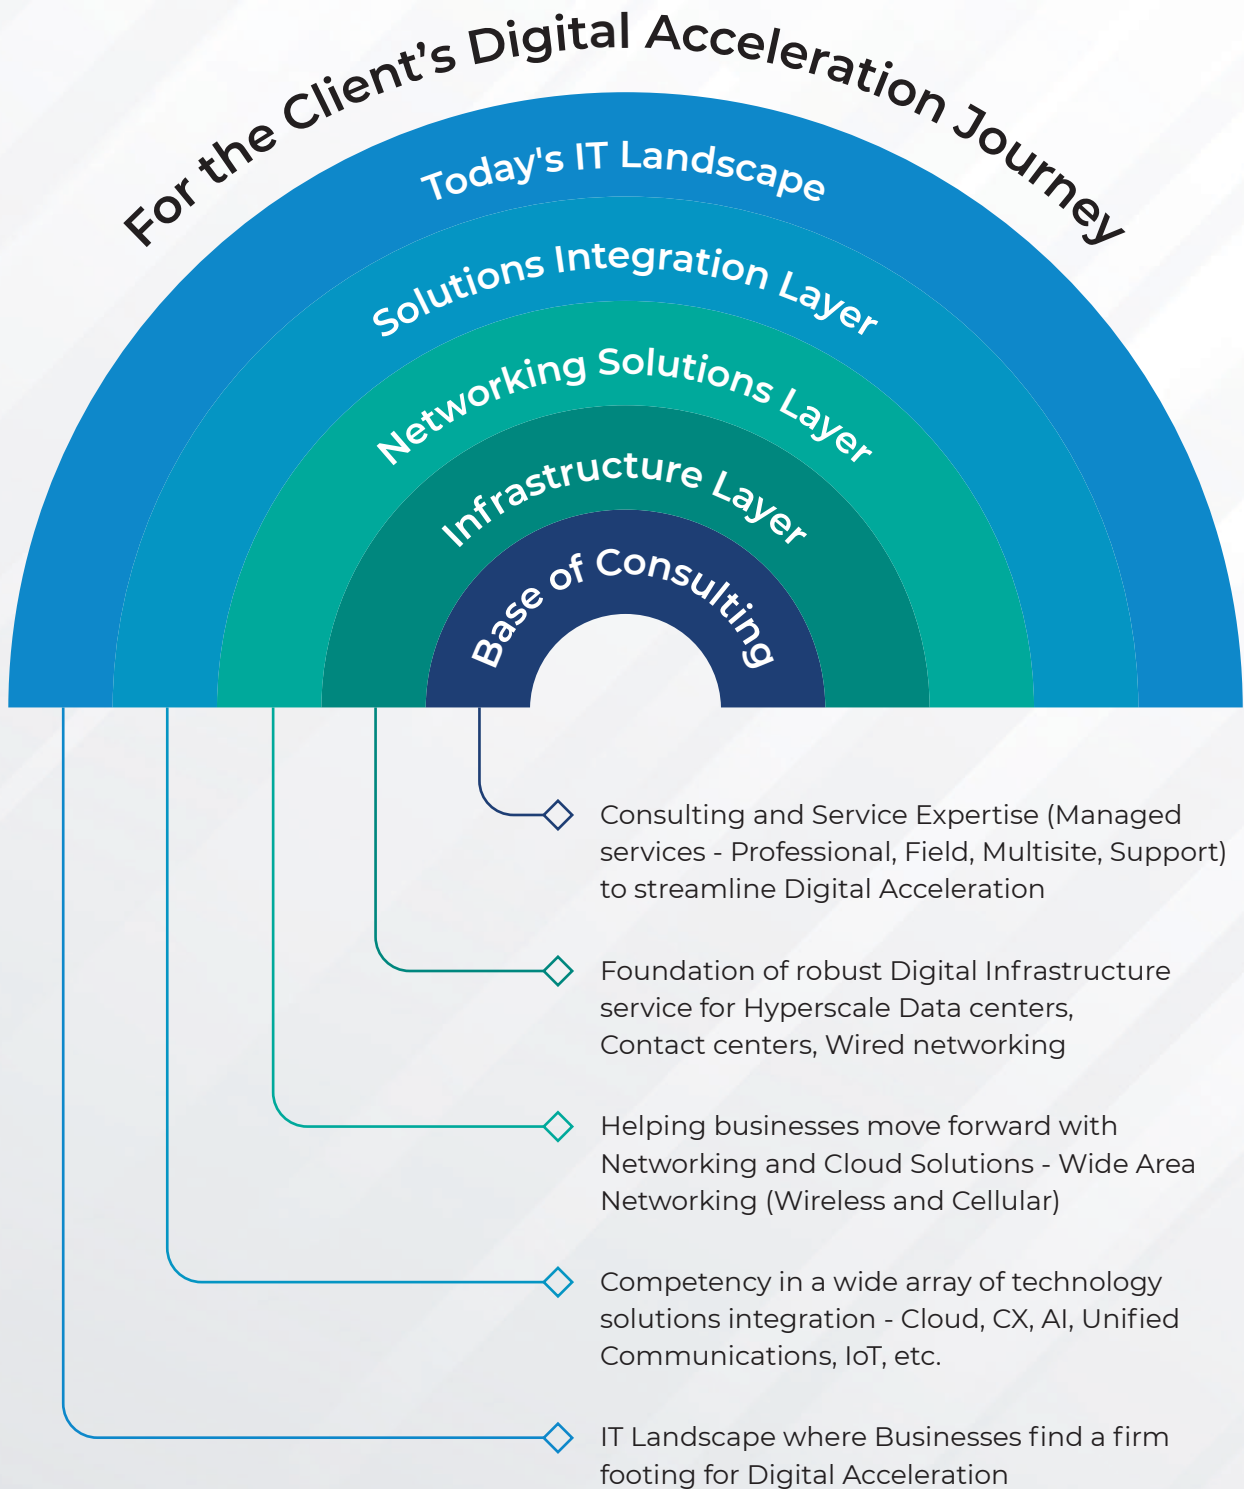 For the Client’s Digital Acceleration Journey
Today's IT Landscape
Solutions Integration Layer
Networking Solutions Layer
Infrastructure Layer
Base of Consulting
Consulting and Service Expertise (Managed
services - Professional, Field, Multisite, Support)
to streamline Digital Acceleration
Foundation of robust Digital Infrastructure
service for Hyperscale Data centers,
Contact centers, Wired networking
Helping businesses move forward with
Networking and Cloud Solutions - Wide Area
Networking (Wireless and Cellular)
Competency in a wide array of technology
solutions integration - Cloud, CX, AI, Unified
Communications, IoT, etc.
IT Landscape where Businesses find a firm
footing for Digital Acceleration